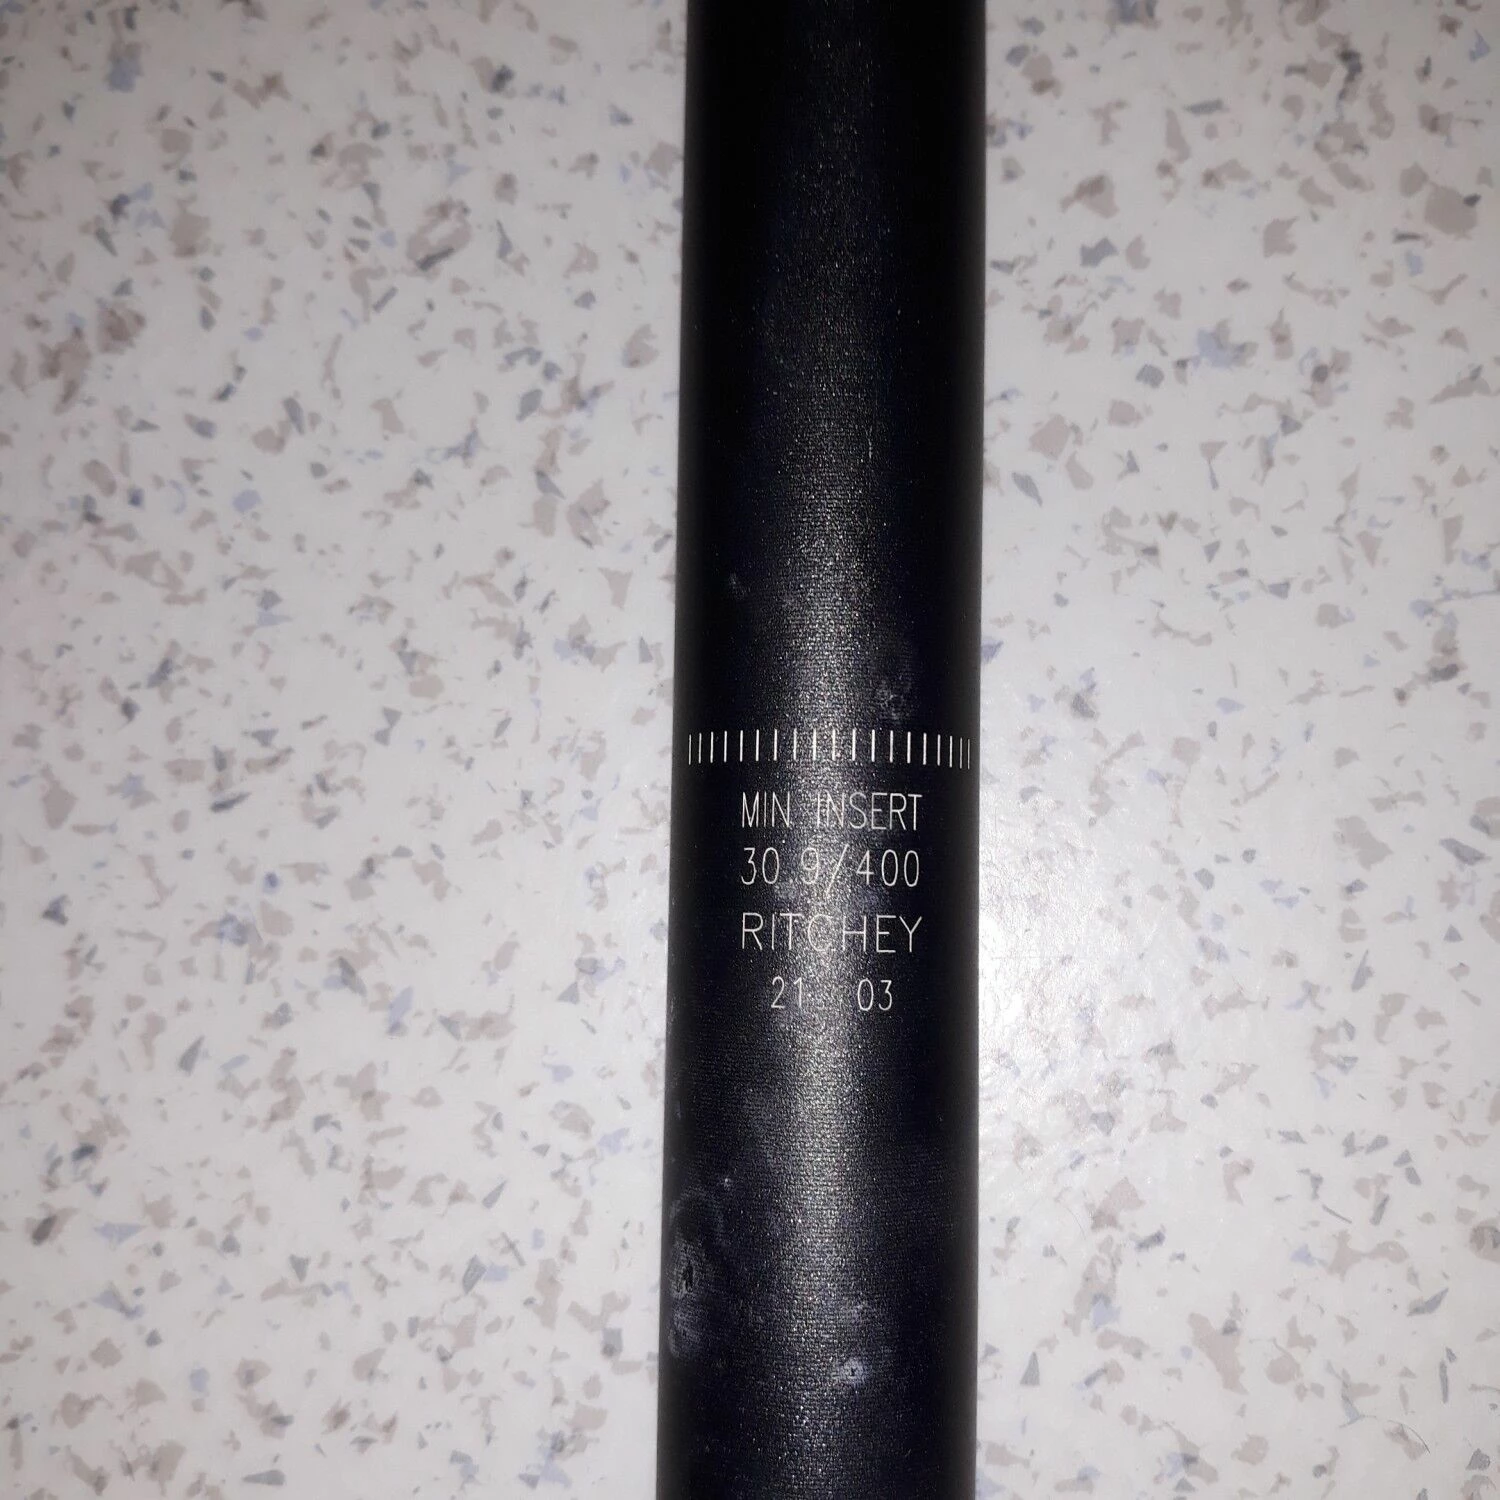 MIN. INSERT
30.9/400
RITCHEY
21 03